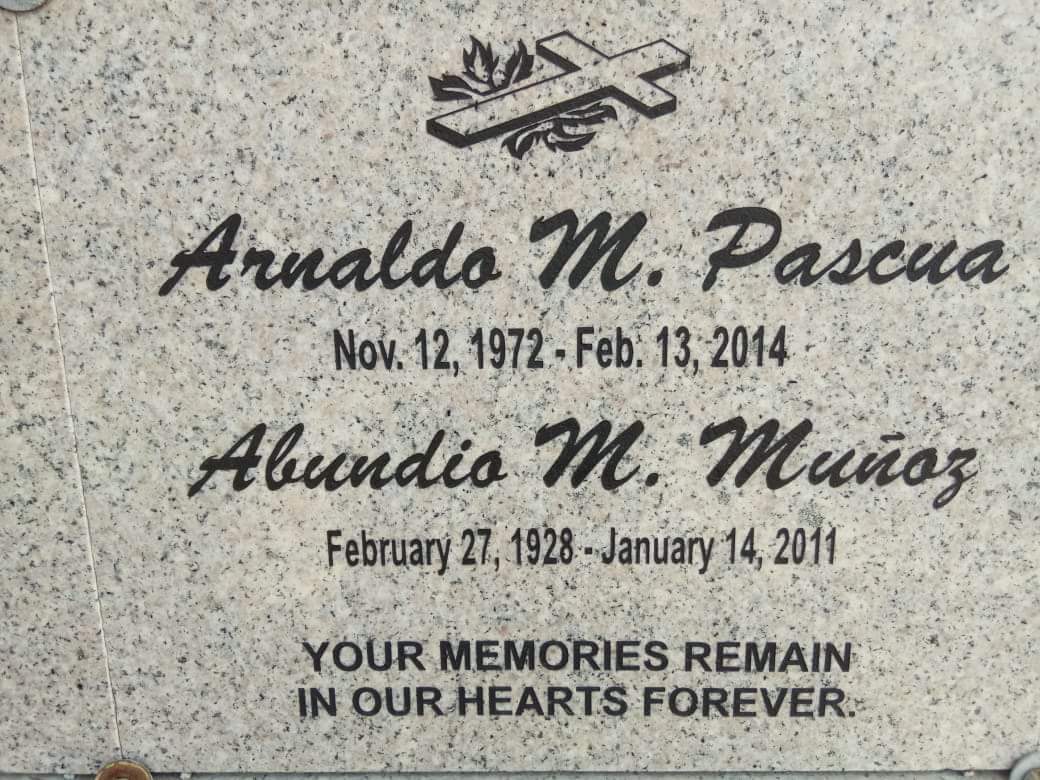 Arnaldo M. Pascua
Nov. 12, 1972 - Feb. 13, 2014
Abundio M. Muñoz
February 27, 1928 - January 14, 2011
YOUR MEMORIES REMAIN
IN OUR HEARTS FOREVER.